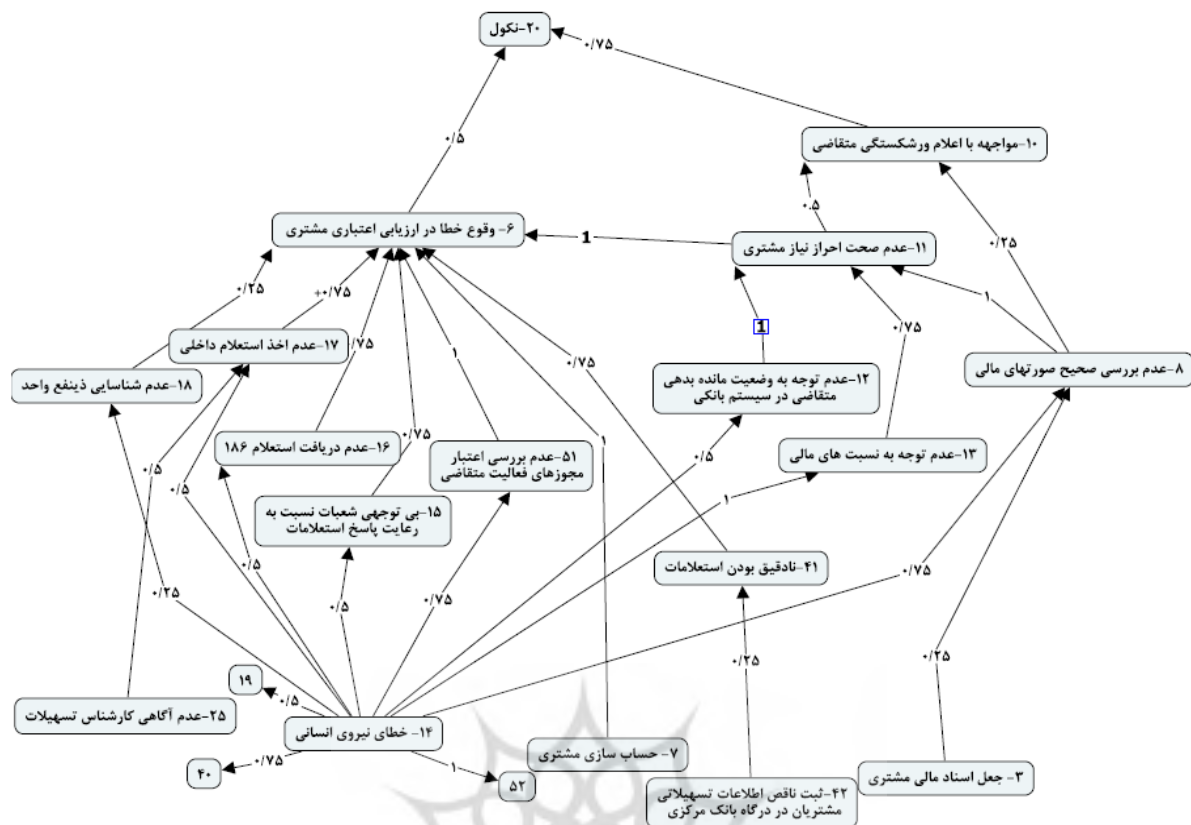 ۲۰-نکول
۰/۷۵
۰/۵
۱۰-مواجهه با اعلام ورشکستگی متقاضی
۰.۵
۶- وقوع خطا در ارزیابی اعتباری مشتری
1
۱۱-عدم صحت احراز نیاز مشتری
۰/۲۵
۰/۲۵
+۰/۷۵
۱
1
۰/۷۵
۱۷-عدم اخذ استعلام داخلی
/۷۵
۱
۰/۷۵
۸-عدم بررسی صحیح صورتهای مالی
۱۸-عدم شناسایی ذینفع واحد
۱۲-عدم توجه به وضعیت مانده بدهی
متقاضی در سیستم بانکی
۱۶-عدم دریافت استعلام ۱۸۶
۰/۷۵
۱
۵۱-عدم بررسی اعتبار
مجوزهای فعالیت متقاضی
۱۳-عدم توجه به نسبت های مالی
۰/۵
۰/۵
۰/۵
۱
۱۵-بی توجهی شعبات نسبت به
رعایت پاسخ استعلامات
۴۱-نادقیق بودن استعلامات
۰/۵
۰/۷۵
۰/۲۵
۰/۵
۰/۷۵
۰/۲۵
۰/۲۵
۱۹
۰/۵
۲۵-عدم آگاهی کارشناس تسهیلات
۱۴- خطای نیروی انسانی
۷- حساب سازی مشتری
۴۰
۰/۷۵
۱
۵۲
۴۲-ثبت ناقص اطلاعات تسهیلاتی
مشتریان در درگاه بانک مرکزی
۳- جعل اسناد مالی مشتری